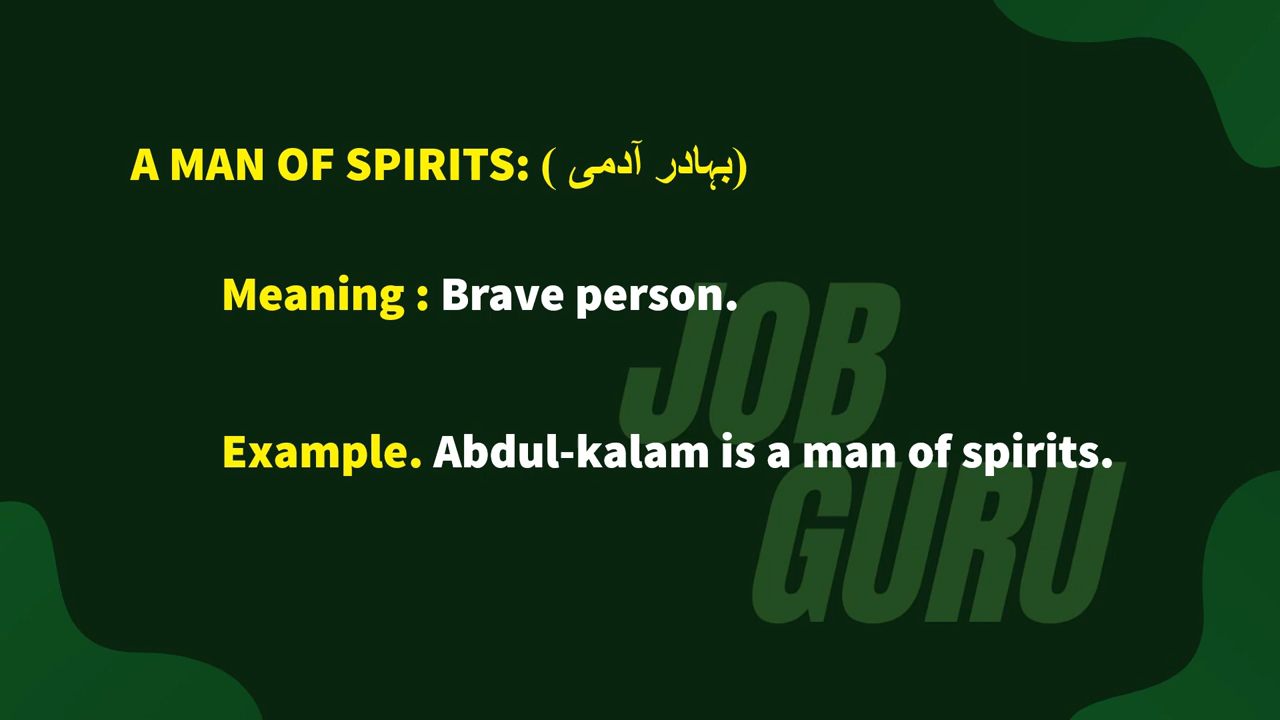 A MAN OF SPIRITS: (بہادر آدمی )
Meaning : Brave person.
Example. Abdul-kalam is a man of spirits.
JOB
GURU